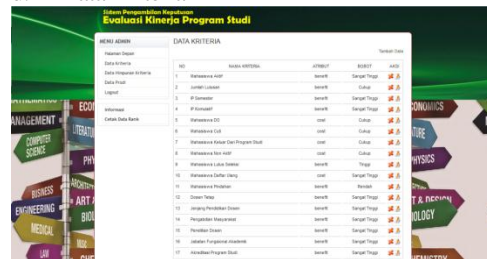 Sistem Pengambilan Keputusan
Evaluasi Kinerja Program Studi
MENU ADMIN
Halaman Depan
Data Kriteria
Data Himpunan Kriteria
Data Prodi
Logout
Informasi
Cetak Data Rank
DATA KRITERIA
Tambah Data
NO NAMA KRITERIA ATRIBUT BOBOT AKSI
1 Mahasiswa Aktif benefit Sangat Tinggi
2 Jumlah Lulusan benefit Cukup
3 IP Semester benefit Sangat Tinggi
4 IP Komulatif benefit Sangat Tinggi
5 Mahasiswa DO cost Cukup
6 Mahasiswa Cuti cost Cukup
7 Mahasiswa Keluar Dari Program Studi cost Cukup
8 Mahasiswa Non Aktif cost Cukup
9 Mahasiswa Lulus Seleksi benefit Tinggi
10 Mahasiswa Daftar Ulang cost Sangat Tinggi
11 Mahasiswa Pindahan benefit Rendah
12 Dosen Tetap benefit Sangat Tinggi
13 Jenjang Pendidikan Dosen benefit Sangat Tinggi
14 Pengabdian Masyarakat benefit Sangat Tinggi
15 Penelitian Dosen benefit Sangat Tinggi
16 Jabatan Fungsional Akademik benefit Sangat Tinggi
17 Akreditasi Program Studi benefit Sangat Tinggi
MANAGEMENT
COMPUTER
SCIENCE
BISNESS
ENGINEERING
MEDICAL
LAW
MUSIC
PHYSICS